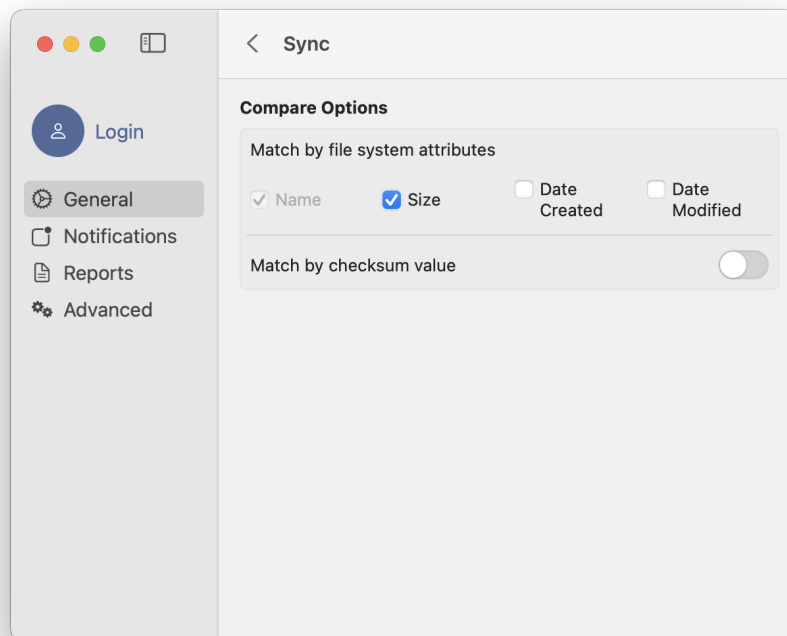 Sync
Login
General
Notifications
Reports
Advanced
Compare Options
Match by file system attributes
Name
Size
Date
Created
Date
Modified
Match by checksum value